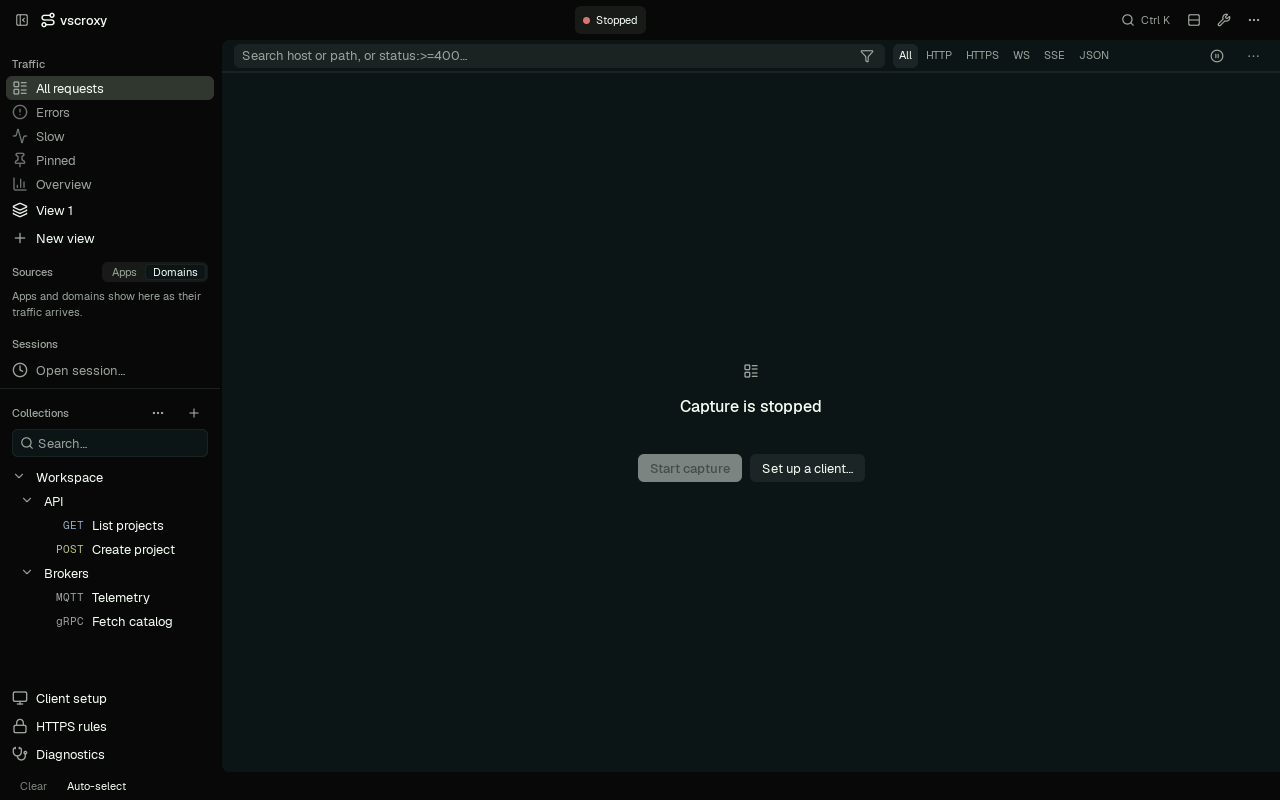 vscroxy
Stopped
Ctrl K
Traffic
All requests
Errors
Slow
Pinned
Overview
View 1
New view
Sources
Apps
Domains
Apps and domains show here as their
traffic arrives.
Sessions
Open session…
Collections
Search…
Workspace
API
GET List projects
POST Create project
Brokers
MQTT Telemetry
gRPC Fetch catalog
Client setup
HTTPS rules
Diagnostics
Clear
Auto-select
Search host or path, or status:>=400…
All
HTTP
HTTPS
WS
SSE
JSON
Capture is stopped
Start capture
Set up a client…